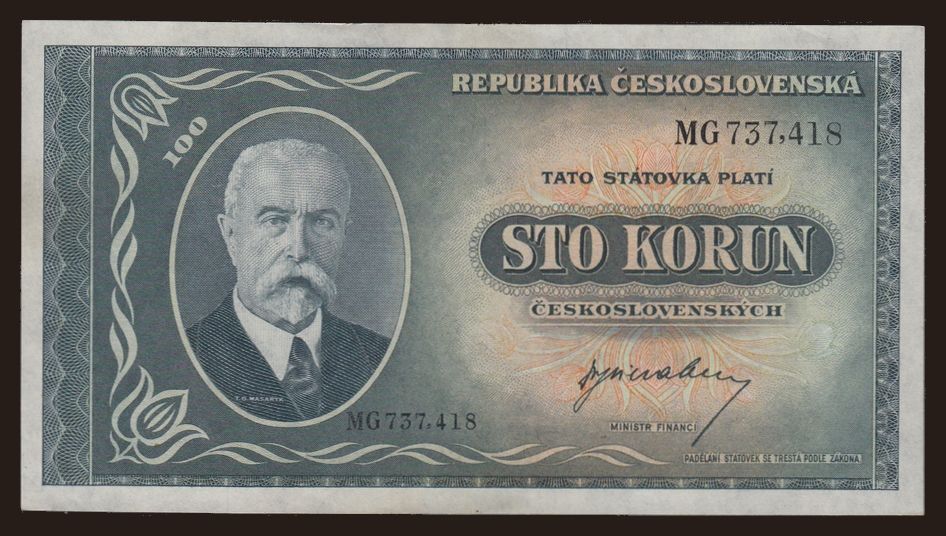 REPUBLIKA ČESKOSLOVENSKÁ
100
MG 737,418
TATO STÁTOVKA PLATÍ
STO KORUN
ČESKOSLOVENSKÝCH
T. G. MASARYK
MG 737,418
MINISTR FINANCÍ
PADĚLÁNÍ STÁTOVEK SE TRESTÁ PODLE ZÁKONA